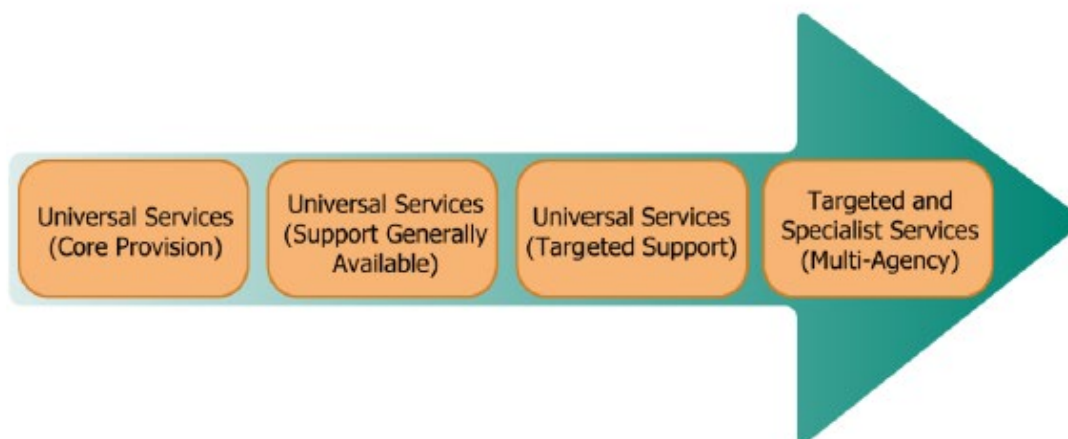 Universal Services
(Core Provision)
Universal Services
(Support Generally
Available)
Universal Services
(Targeted Support)
Targeted and
Specialist Services
(Multi-Agency)